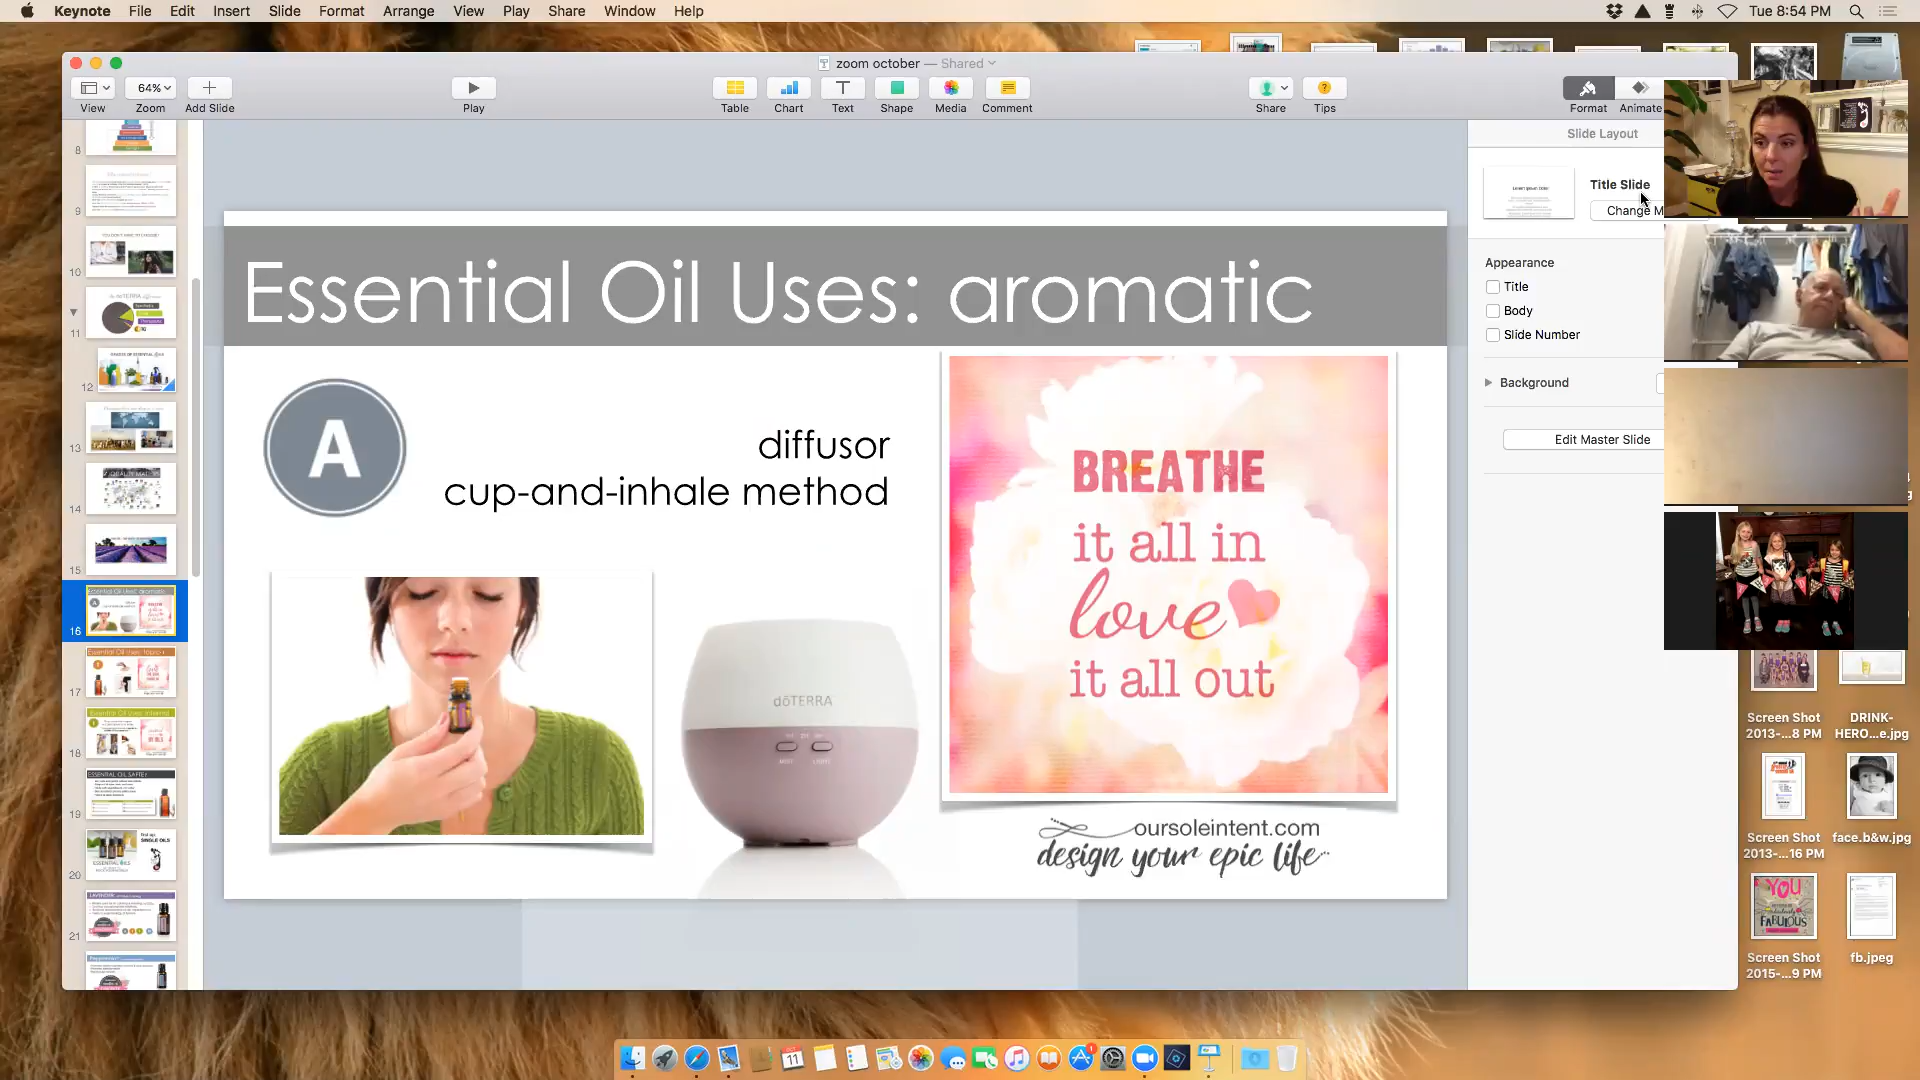 Keynote File Edit Insert Slide Format Arrange View Play Share Window Help
Tue 8:54 PM
zoom october — Shared
64%
View Zoom Add Slide Play Table Chart Text Shape Media Comment Share Tips Format Animate
Slide Layout
Title Slide
Change M
Appearance
Title
Body
Slide Number
Background
Edit Master Slide
8
9
10
11
12
13
14
15
16
17
18
19
20
21
Essential Oil Uses: aromatic
A
diffusor
cup-and-inhale method
dōTERRA
BREATHE
it all in
love
it all out
oursoleintent.com
design your epic life
Screen Shot
2013-...8 PM
DRINK-
HERO...e.jpg
Screen Shot
2013-...16 PM
face.b&w.jpg
YOU
FABULOUS
Screen Shot
2015-...9 PM
fb.jpeg
11